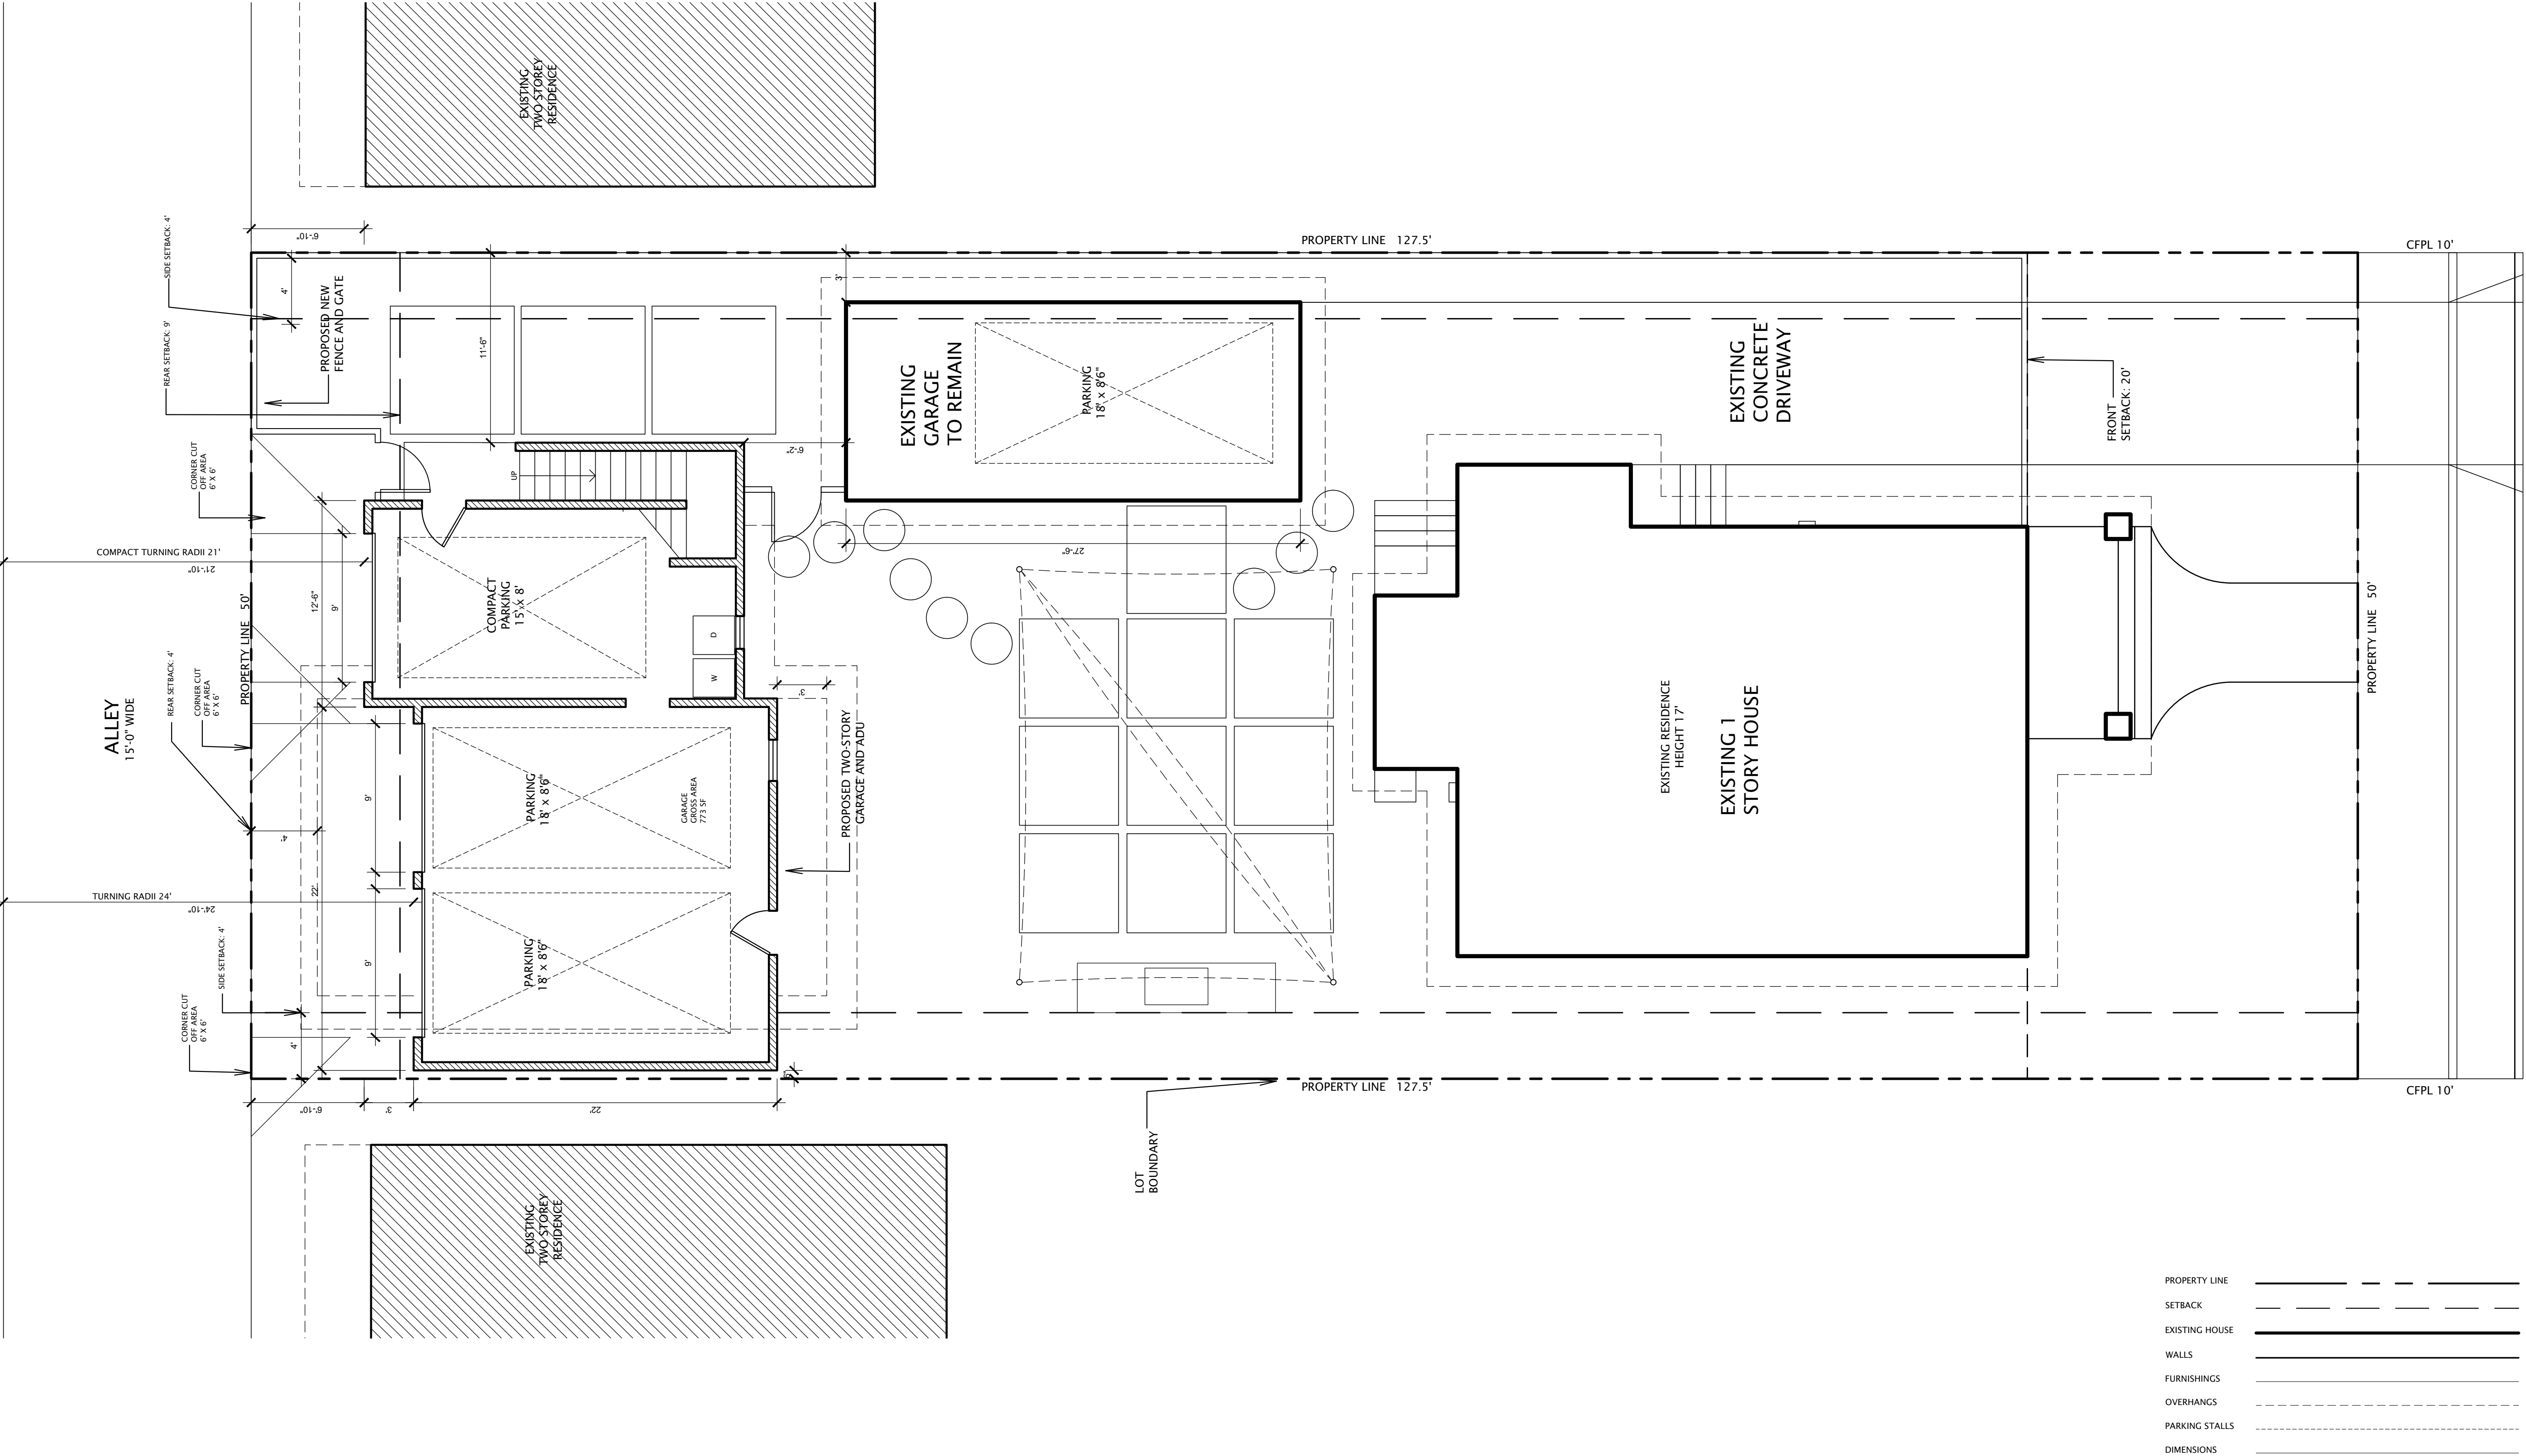 EXISTING
TWO STOREY
RESIDENCE
SIDE SETBACK: 4'
6'-10"
4'
PROPOSED NEW
FENCE AND GATE
REAR SETBACK: 9'
11'-6"
3'
PROPERTY LINE   127.5'
CFPL 10'
EXISTING
GARAGE
TO REMAIN
PARKING
18' x 8'6"
EXISTING
CONCRETE
DRIVEWAY
FRONT
SETBACK: 20'
CORNER CUT
OFF AREA
6' X 6'
UP
6'-2"
COMPACT TURNING RADII 21'
21'-10"
12'-6"
9'
COMPACT
PARKING
15' x 8'
D
W
27'-6"
PROPERTY LINE   50'
ALLEY
15'-0" WIDE
REAR SETBACK: 4'
CORNER CUT
OFF AREA
6' X 6'
4'
3'
9'
PARKING
18' x 8'6"
GARAGE
GROSS AREA
773 SF
PROPOSED TWO-STORY
GARAGE AND ADU
EXISTING RESIDENCE
HEIGHT 17'
EXISTING 1
STORY HOUSE
PROPERTY LINE   50'
TURNING RADII 24'
24'-10"
22'
9'
PARKING
18' x 8'6"
SIDE SETBACK: 4'
CORNER CUT
OFF AREA
6' X 6'
4'
6'-10"
3'
22'
6"
PROPERTY LINE   127.5'
CFPL 10'
LOT
BOUNDARY
EXISTING
TWO STOREY
RESIDENCE
PROPERTY LINE
SETBACK
EXISTING HOUSE
WALLS
FURNISHINGS
OVERHANGS
PARKING STALLS
DIMENSIONS